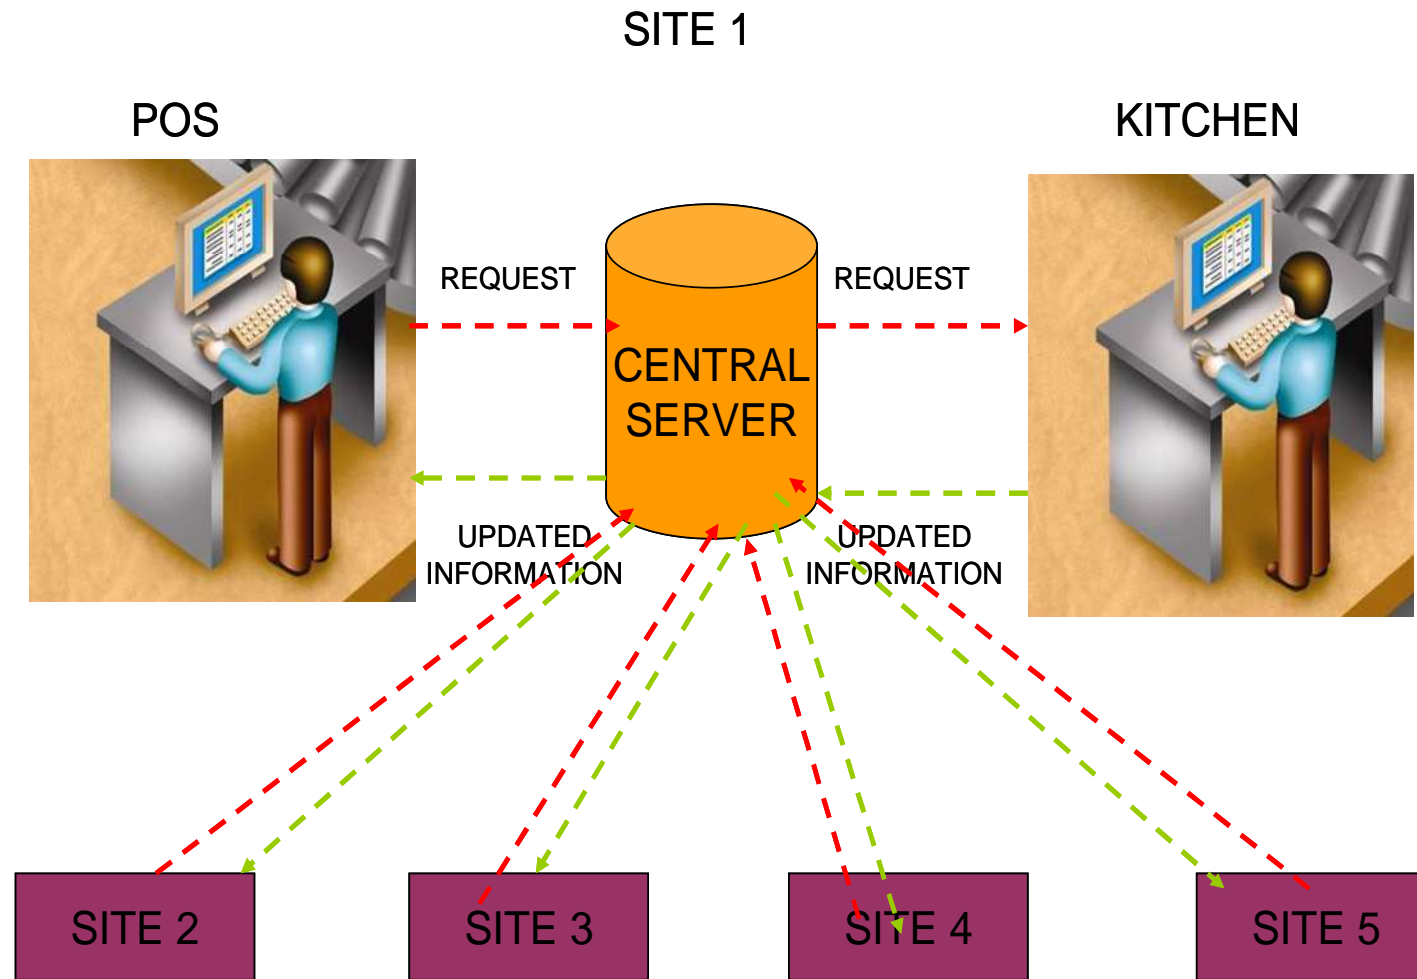 SITE 1
POS
KITCHEN
REQUEST
REQUEST
CENTRAL
SERVER
UPDATED
INFORMATION
UPDATED
INFORMATION
SITE 2
SITE 3
SITE 4
SITE 5